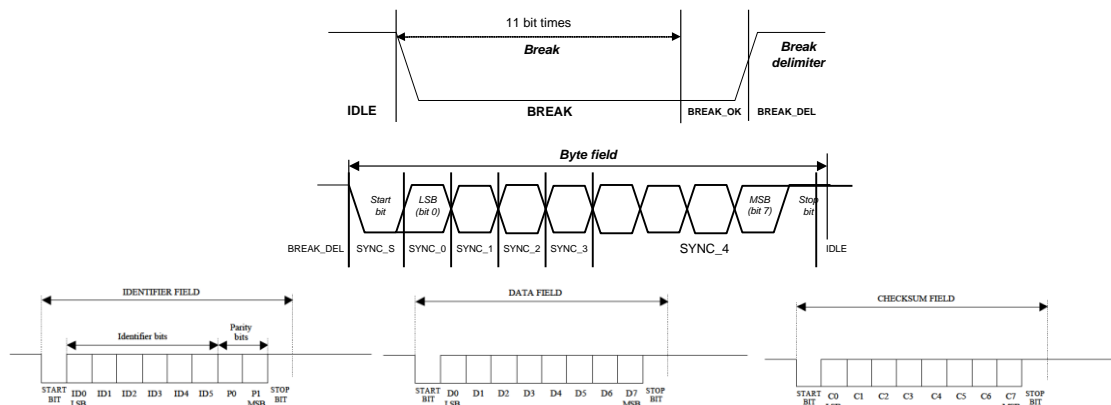 11 bit times
Break
Break
delimiter
IDLE
BREAK
BREAK_OK
BREAK_DEL
Byte field
Start
bit
LSB
(bit 0)
MSB
(bit 7)
Stop
bit
BREAK_DEL
SYNC_S
SYNC_0
SYNC_1
SYNC_2
SYNC_3
SYNC_4
IDLE
IDENTIFIER FIELD
Identifier bits
Parity
bits
START
BIT
ID0
LSB
ID1
ID2
ID3
ID4
ID5
P0
P1
MSB
STOP
BIT
DATA FIELD
START
BIT
D0
LSB
D1
D2
D3
D4
D5
D6
D7
MSB
STOP
BIT
CHECKSUM FIELD
START
BIT
C0
C1
C2
C3
C4
C5
C6
C7
STOP
BIT